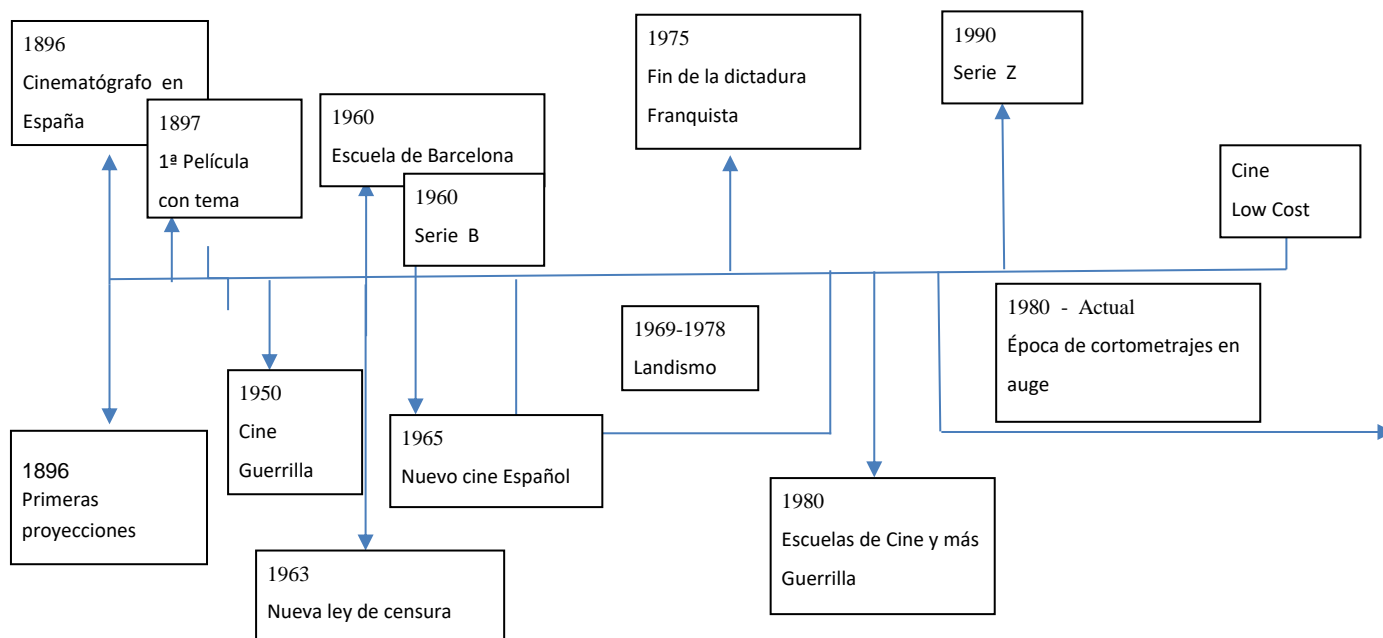 1896
Cinematógrafo en
España
1897
1ª Película
con tema
1960
Escuela de Barcelona
1960
Serie B
1975
Fin de la dictadura
Franquista
1990
Serie Z
Cine
Low Cost
1896
Primeras
proyecciones
1950
Cine
Guerrilla
1963
Nueva ley de censura
1965
Nuevo cine Español
1969-1978
Landismo
1980
Escuelas de Cine y más
Guerrilla
1980 - Actual
Época de cortometrajes en
auge